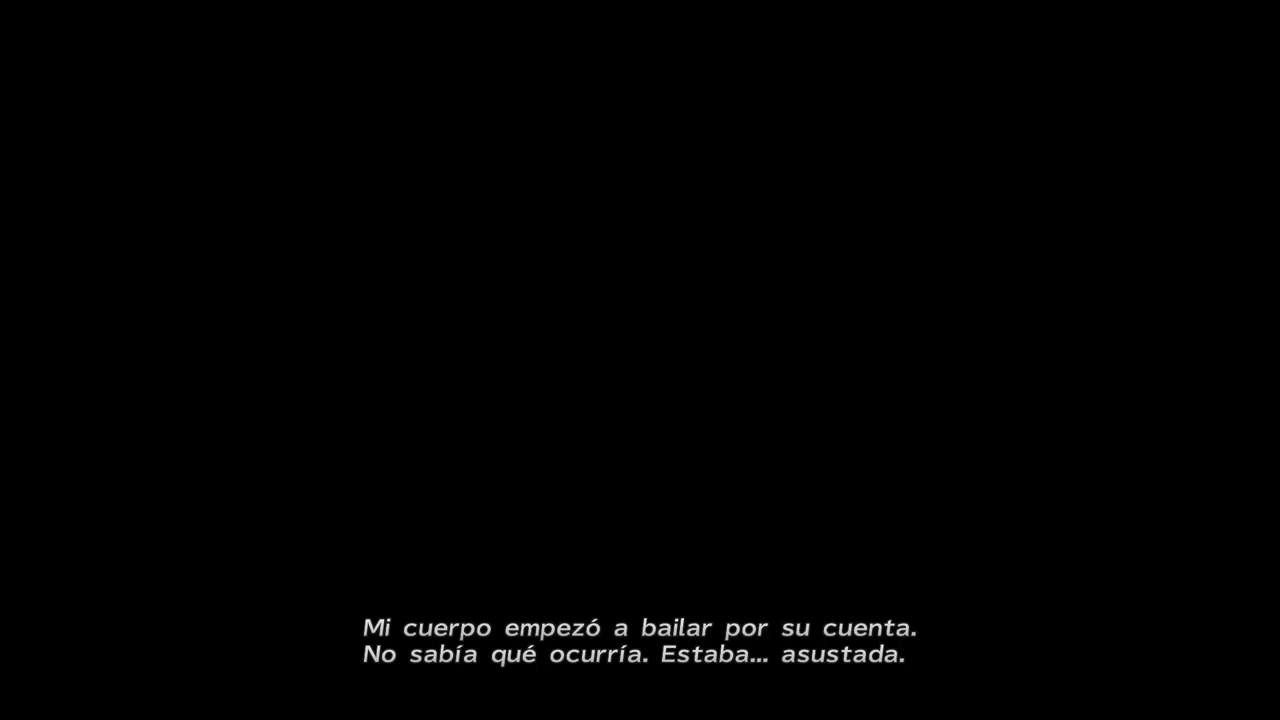 Mi cuerpo empezó a bailar por su cuenta.
No sabía qué ocurría. Estaba... asustada.